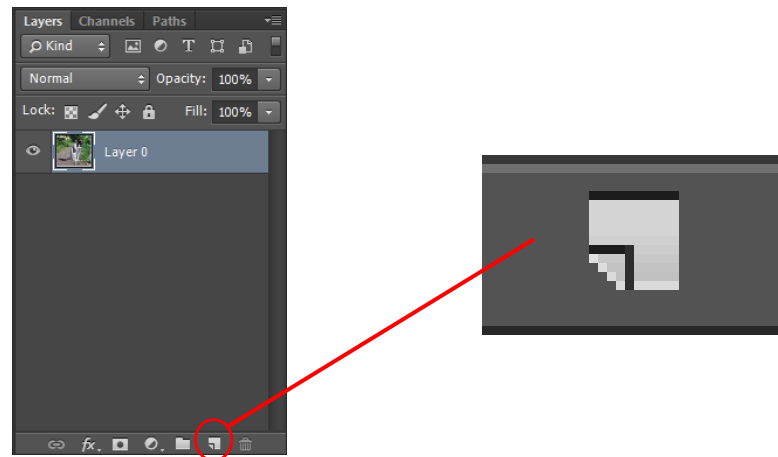 Layers Channels Paths
Kind T
Normal Opacity: 100%
Lock: Fill: 100%
Layer 0
fx.